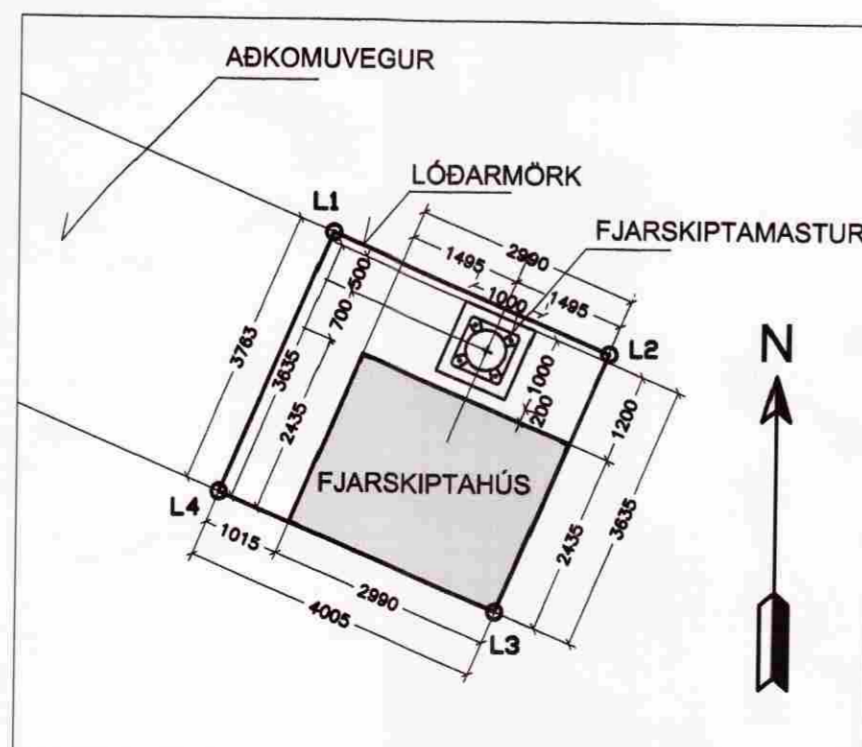 AÐKOMUVEGUR
LÓÐARMÖRK
FJARSKIPTAMASTUR
L1
2990
1495
1000
1495
500
700
L2
N
3763
3635
2435
1000
200
1200
FJARSKIPTAHÚS
L4
1015
2990
4005
2435
3635
L3